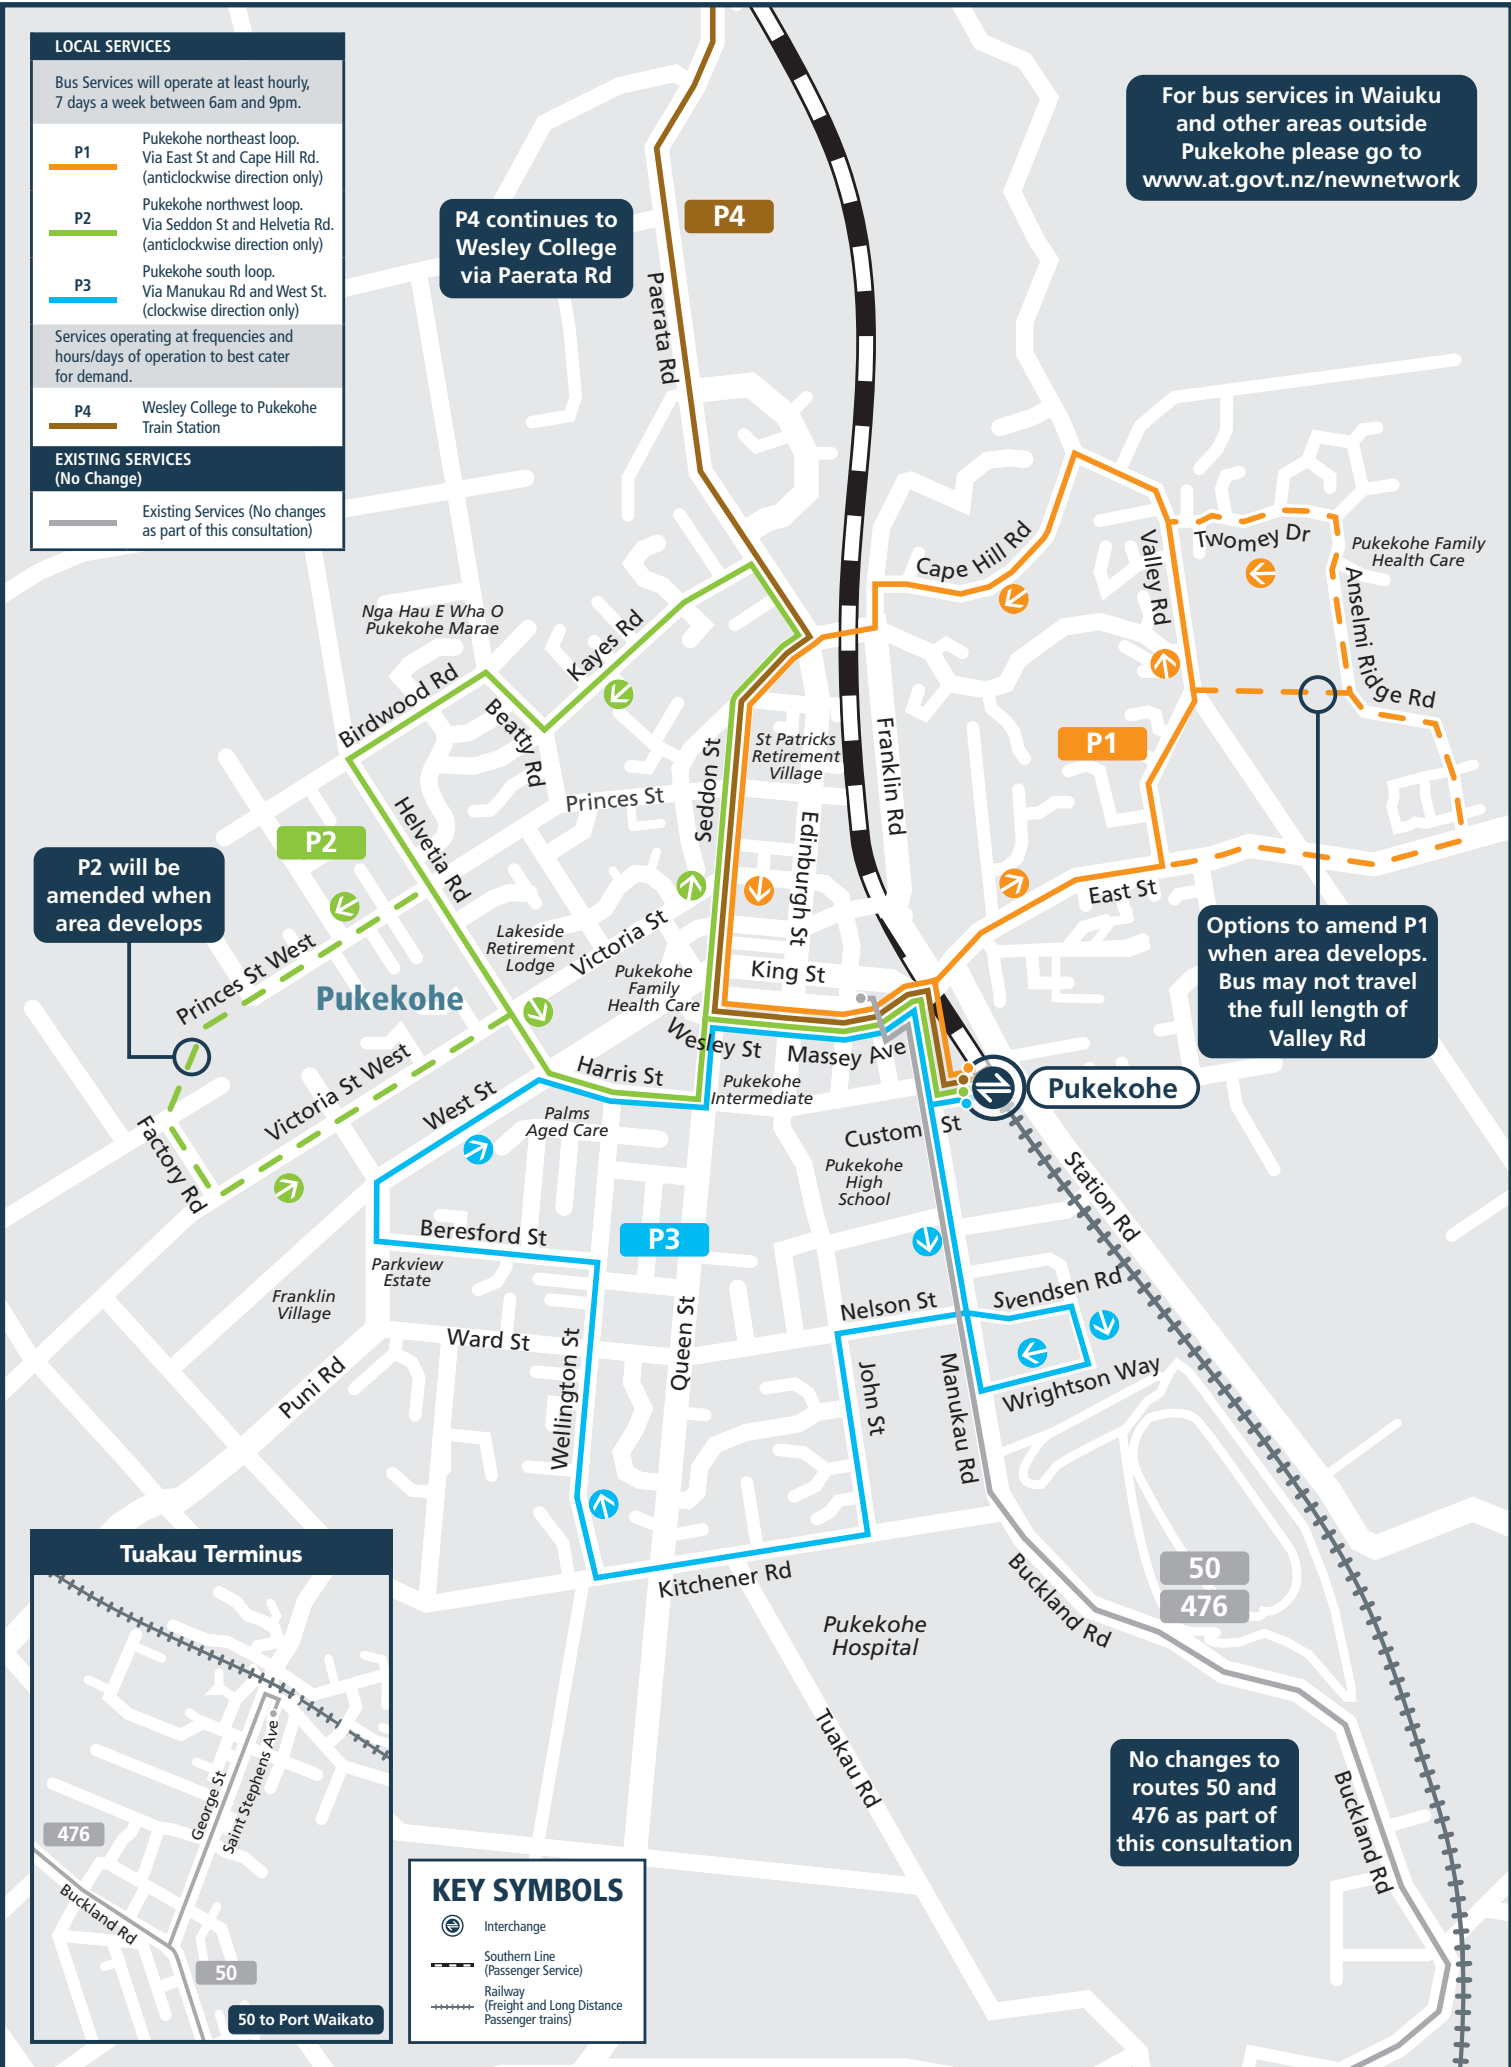 LOCAL SERVICES
Bus Services will operate at least hourly,
7 days a week between 6am and 9pm.
P1
Pukekohe northeast loop.
Via East St and Cape Hill Rd.
(anticlockwise direction only)
P2
Pukekohe northwest loop.
Via Seddon St and Helvetia Rd.
(anticlockwise direction only)
P3
Pukekohe south loop.
Via Manukau Rd and West St.
(clockwise direction only)
Services operating at frequencies and
hours/days of operation to best cater
for demand.
P4
Wesley College to Pukekohe
Train Station
EXISTING SERVICES
(No Change)
Existing Services (No changes
as part of this consultation)
For bus services in Waiuku
and other areas outside
Pukekohe please go to
www.at.govt.nz/newnetwork
P4 continues to
Wesley College
via Paerata Rd
P4
Paerata Rd
Cape Hill Rd
Valley Rd
Twomey Dr
Pukekohe Family
Health Care
Anselmi Ridge Rd
Nga Hau E Wha O
Pukekohe Marae
Kayes Rd
Birdwood Rd
Beatty Rd
Princes St
Seddon St
St Patricks
Retirement
Village
Franklin Rd
P1
Helvetia Rd
Edinburgh St
P2
P2 will be
amended when
area develops
East St
Options to amend P1
when area develops.
Bus may not travel
the full length of
Valley Rd
Princes St West
Pukekohe
Lakeside
Retirement
Lodge
Victoria St
Pukekohe
Family
Health Care
King St
Wesley St
Massey Ave
Harris St
Pukekohe
Intermediate
Pukekohe
Victoria St West
West St
Palms
Aged Care
Custom St
Factory Rd
Pukekohe
High
School
Station Rd
Beresford St
P3
Parkview
Estate
Franklin
Village
Nelson St
Svendsen Rd
Ward St
Wellington St
Queen St
John St
Manukau Rd
Wrightson Way
Puni Rd
Kitchener Rd
Buckland Rd
50
476
Pukekohe
Hospital
Tuakau Rd
No changes to
routes 50 and
476 as part of
this consultation
Buckland Rd
Tuakau Terminus
George St
Saint Stephens Ave
476
Buckland Rd
50
50 to Port Waikato
KEY SYMBOLS
Interchange
Southern Line
(Passenger Service)
Railway
(Freight and Long Distance
Passenger trains)